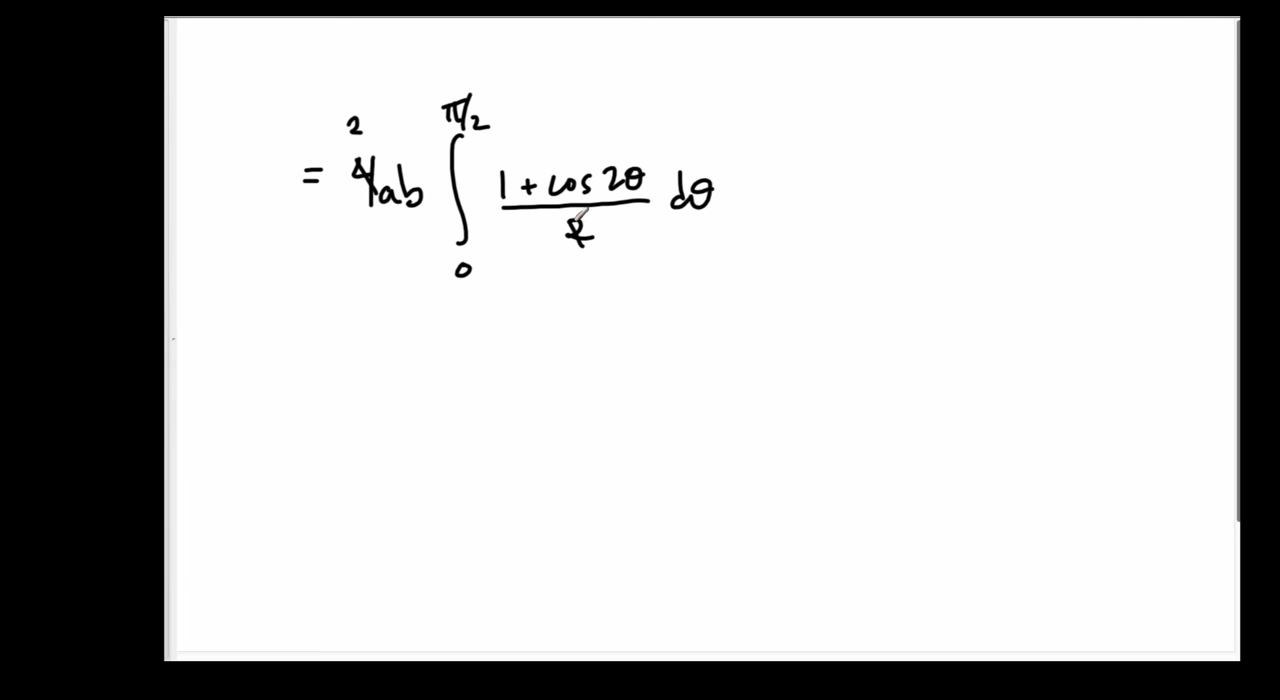 = 2 4ab ∫₀^{π/2} (1 + cos 2θ)/2 dθ